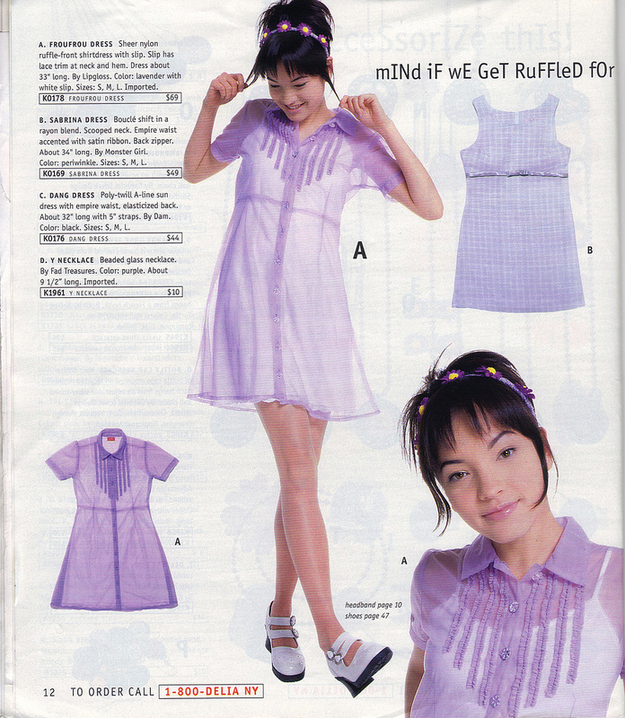 A. FROUFROU DRESS Sheer nylon
ruffle-front shirtdress with slip. Slip has
lace trim at neck and hem. Dress about
33" long. By Lipgloss. Color: lavender with
white slip. Sizes: S, M, L. Imported.
K0178 FROUFROU DRESS $69
B. SABRINA DRESS Bouclé shift in a
rayon blend. Scooped neck. Empire waist
accented with satin ribbon. Back zipper.
About 34" long. By Monster Girl.
Color: periwinkle. Sizes: S, M, L.
K0169 SABRINA DRESS $49
C. DANG DRESS Poly-twill A-line sun
dress with empire waist, elasticized back.
About 32" long with 5" straps. By Dam.
Color: black. Sizes: S, M, L.
K0176 DANG DRESS $44
D. Y NECKLACE Beaded glass necklace.
By Fad Treasures. Color: purple. About
9 1/2" long. Imported.
K1961 Y NECKLACE $10
accessorize this!
mINd iF wE GeT RuFFLeD fOr
A
B
A
A
headband page 10
shoes page 47
12 TO ORDER CALL 1-800-DELIA NY